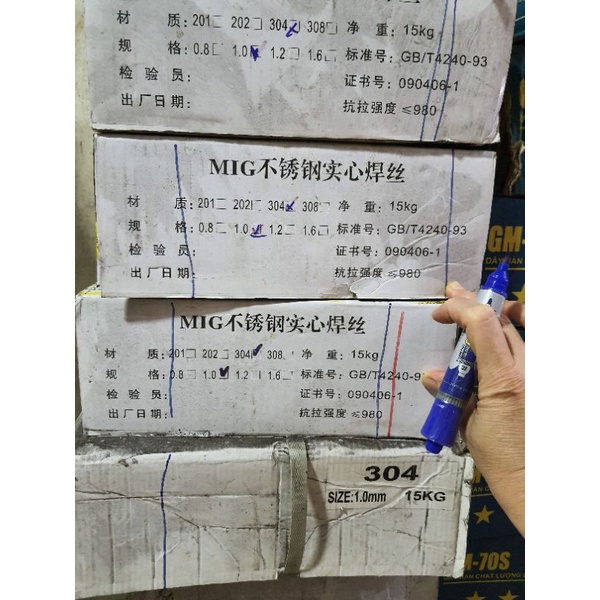 材 质: 201□ 202□ 304□ 308□ 净 重: 15kg
规 格: 0.8□ 1.0□ 1.2□ 1.6□ 标准号: GB/T4240-93
检 验 员: 证书号: 090406-1
出厂日期: 抗拉强度 ≤980
MIG不锈钢实心焊丝
材 质: 201□ 202□ 304□ 308□ 净 重: 15kg
规 格: 0.8□ 1.0□ 1.2□ 1.6□ 标准号: GB/T4240-93
检 验 员: 证书号: 090406-1
出厂日期: 抗拉强度 ≤980
MIG不锈钢实心焊丝
材 质: 201□ 202□ 304□ 308 净 重: 15kg
规 格: 0.8□ 1.0□ 1.2 1.6□ 标准号: GB/T4240-93
检 验 员: 证书号: 090406-1
出厂日期: 抗拉强度 ≤980
304
SIZE:1.0mm 15KG
GM-
-70S